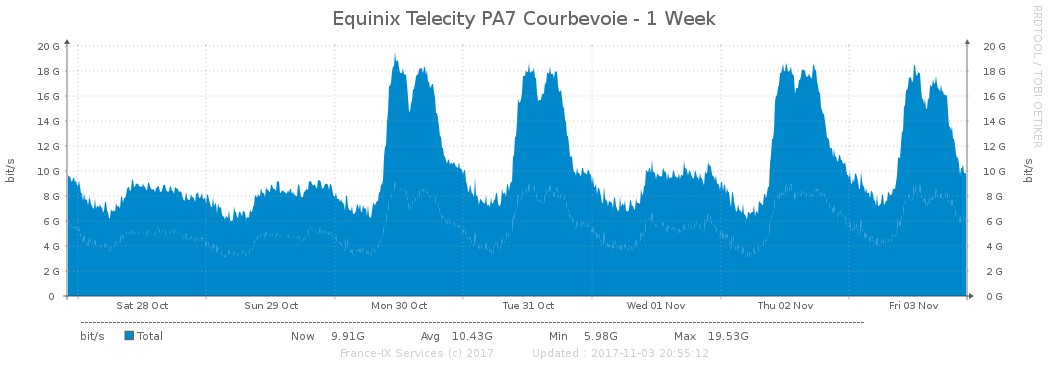 Equinix Telecity PA7 Courbevoie - 1 Week
RRDTOOL / TOBI OETIKER
bit/s
20 G 20 G
18 G 18 G
16 G 16 G
14 G 14 G
12 G 12 G
10 G 10 G
8 G 8 G
6 G 6 G
4 G 4 G
2 G 2 G
0 0 G
bit/s
Sat 28 Oct Sun 29 Oct Mon 30 Oct Tue 31 Oct Wed 01 Nov Thu 02 Nov Fri 03 Nov
bit/s Total Now 9.91G Avg 10.43G Min 5.98G Max 19.53G
France-IX Services (c) 2017 Updated : 2017-11-03 20:55:12